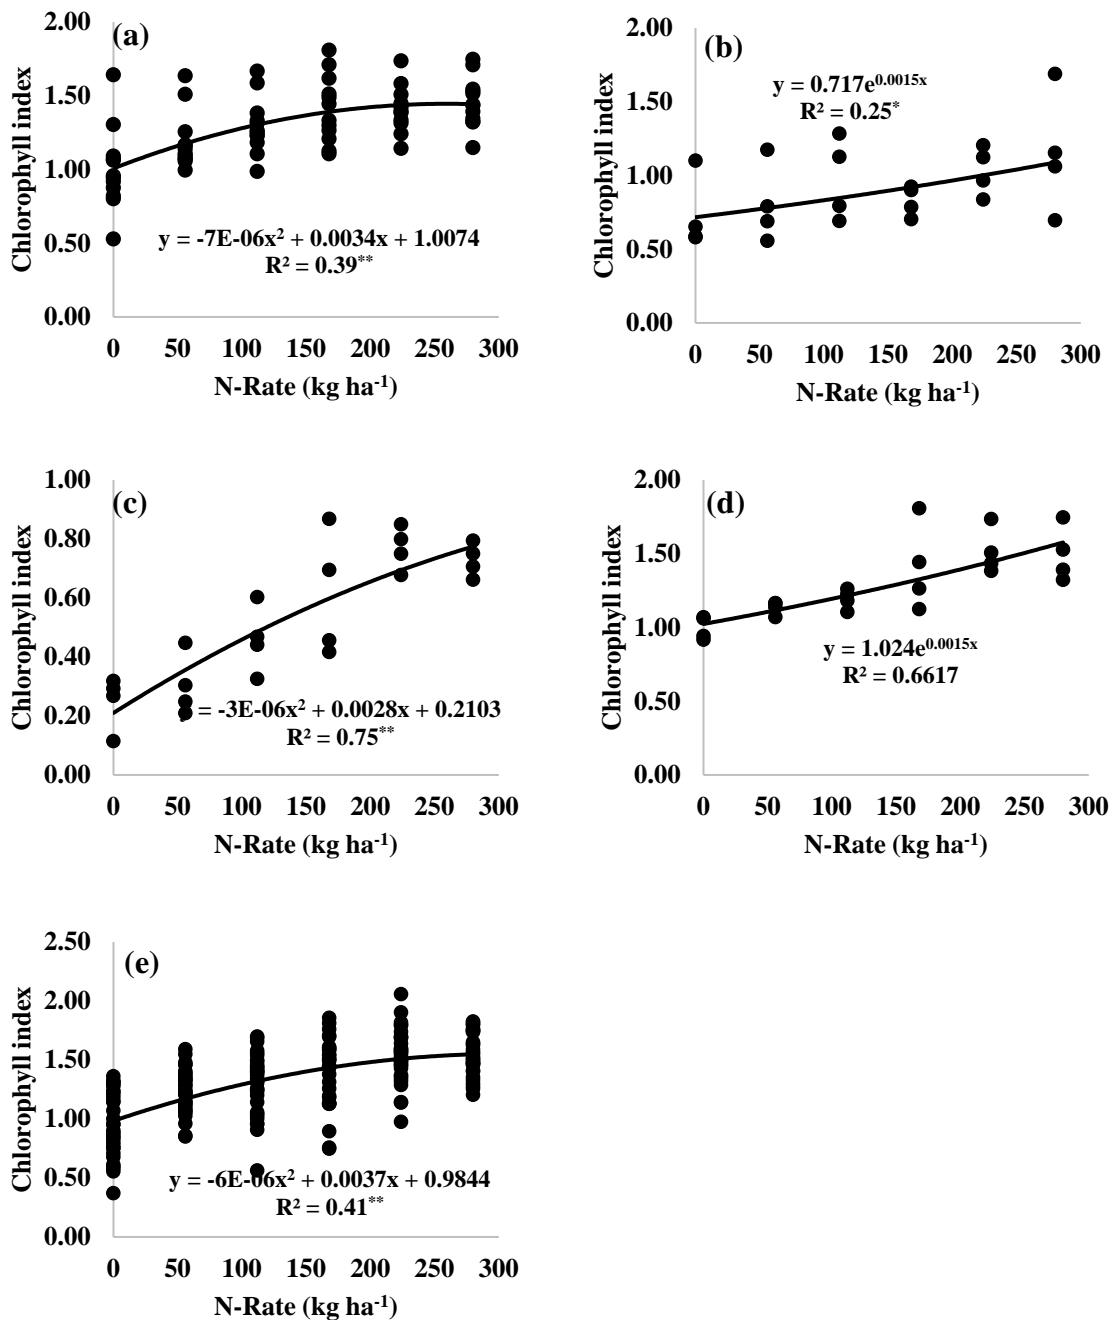 (a)
2.00
1.50
1.00
0.50
0.00
Chlorophyll index
y = -7E-06x² + 0.0034x + 1.0074
R² = 0.39**
0 50 100 150 200 250 300
N-Rate (kg ha⁻¹)
(b)
2.00
1.50
1.00
0.50
0.00
Chlorophyll index
y = 0.717e^0.0015x
R² = 0.25*
0 50 100 150 200 250 300
N-Rate (kg ha⁻¹)
(c)
1.00
0.80
0.60
0.40
0.20
0.00
Chlorophyll index
= -3E-06x² + 0.0028x + 0.2103
R² = 0.75**
0 50 100 150 200 250 300
N-Rate (kg ha⁻¹)
(d)
2.00
1.50
1.00
0.50
0.00
Chlorophyll index
y = 1.024e^0.0015x
R² = 0.6617
0 50 100 150 200 250 300
N-Rate (kg ha⁻¹)
(e)
2.50
2.00
1.50
1.00
0.50
0.00
Chlorophyll index
y = -6E-06x² + 0.0037x + 0.9844
R² = 0.41**
0 50 100 150 200 250 300
N-Rate (kg ha⁻¹)